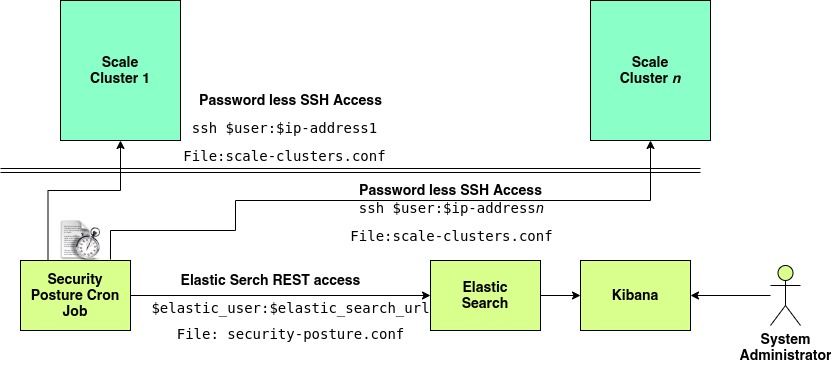 Scale
Cluster 1
Scale
Cluster n
Password less SSH Access
ssh $user:$ip-address1
File:scale-clusters.conf
Password less SSH Access
ssh $user:$ip-addressn
File:scale-clusters.conf
Security
Posture Cron
Job
Elastic Serch REST access
$elastic_user:$elastic_search_url
File: security-posture.conf
Elastic
Search
Kibana
System
Administrator